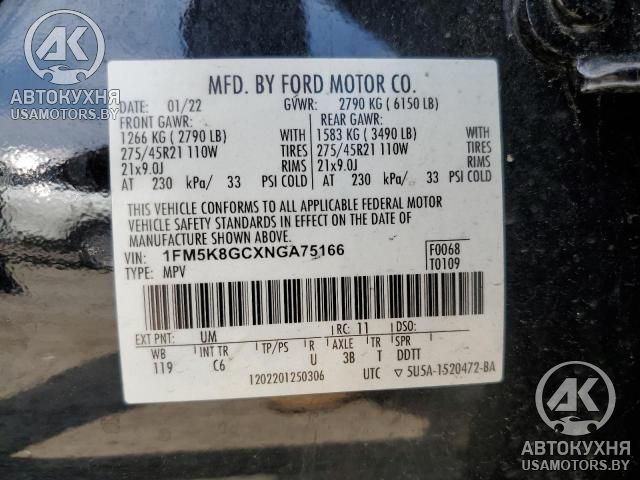 AK
АВТОКУХНЯ
USAMOTORS.BY
MFD. BY FORD MOTOR CO.
DATE: 01/22 GVWR: 2790 KG ( 6150 LB)
FRONT GAWR: REAR GAWR:
1266 KG ( 2790 LB) WITH 1583 KG ( 3490 LB) WITH
275/45R21 110W TIRES 275/45R21 110W TIRES
21x9.0J RIMS 21x9.0J RIMS
AT 230 kPa/ 33 PSI COLD AT 230 kPa/ 33 PSI COLD
THIS VEHICLE CONFORMS TO ALL APPLICABLE FEDERAL MOTOR
VEHICLE SAFETY STANDARDS IN EFFECT ON THE DATE OF
MANUFACTURE SHOWN ABOVE.
VIN: 1FM5K8GCXNGA75166 F0068
TYPE: MPV T0109
EXT PNT: UM RC: 11 DSO:
WB INT TR TP/PS R AXLE TR SPR
119 C6 U 3B T DDTT
1202201250306 UTC 5U5A-1520472-BA
AK
АВТОКУХНЯ
USAMOTORS.BY